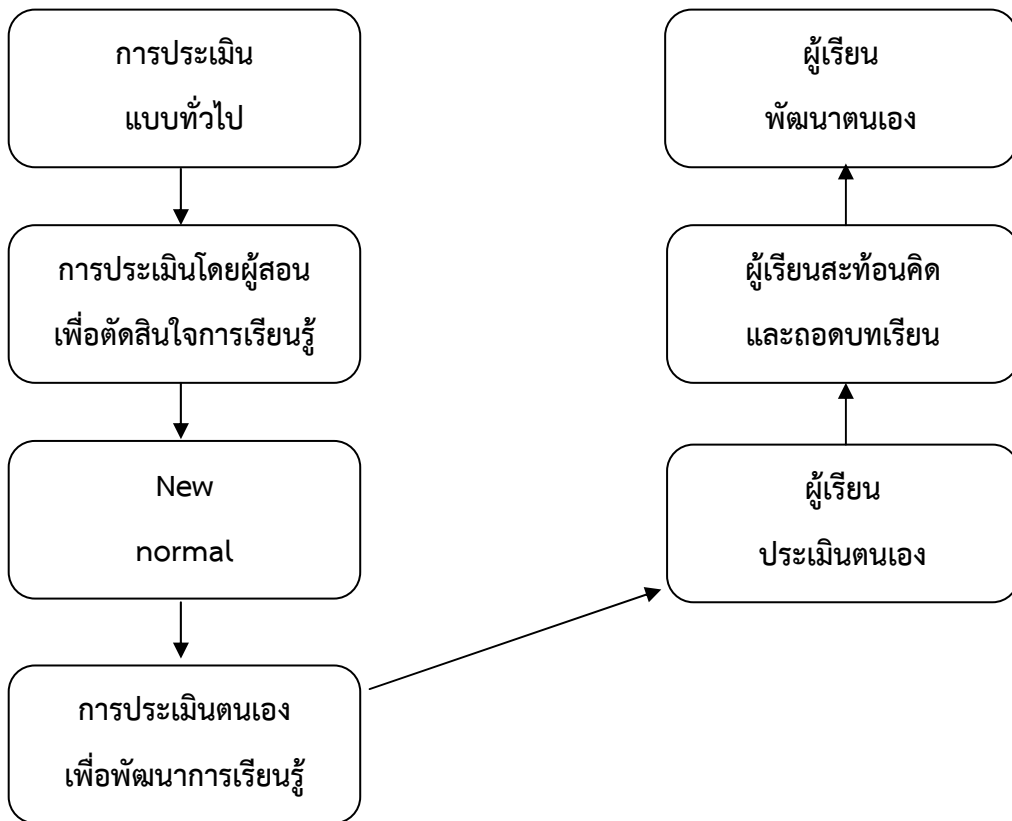 การประเมิน
แบบทั่วไป
การประเมินโดยผู้สอน
เพื่อตัดสินใจการเรียนรู้
New
normal
การประเมินตนเอง
เพื่อพัฒนาการเรียนรู้
ผู้เรียน
ประเมินตนเอง
ผู้เรียนสะท้อนคิด
และถอดบทเรียน
ผู้เรียน
พัฒนาตนเอง